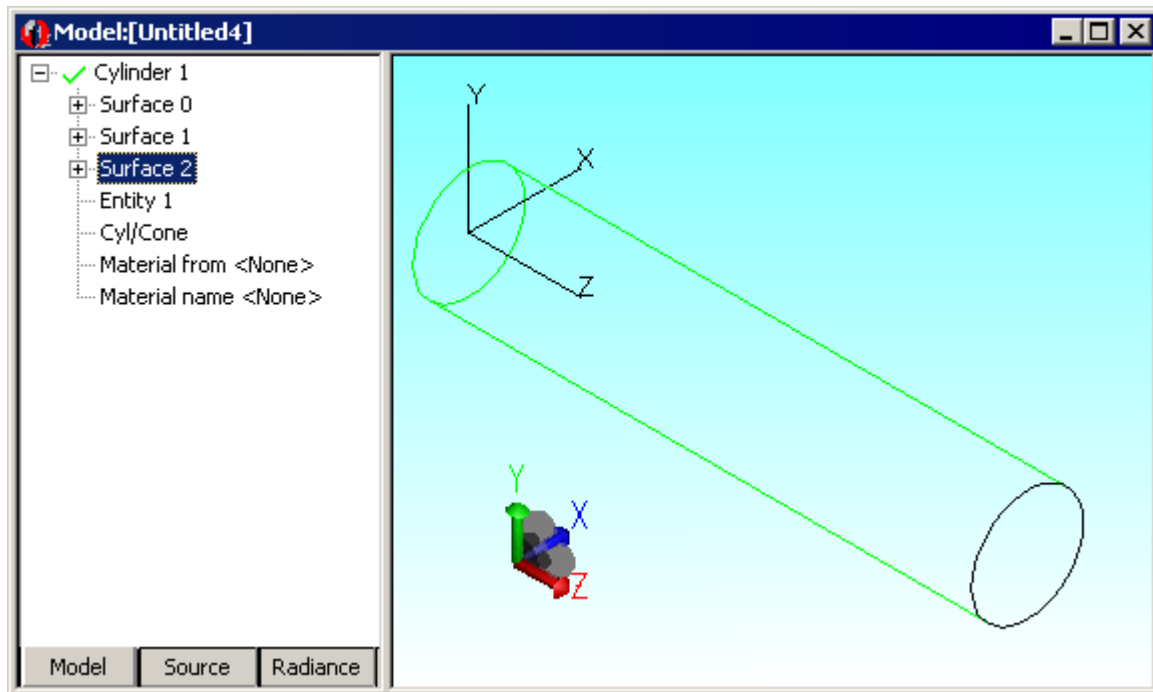 Model:[Untitled4]
Cylinder 1
Surface 0
Surface 1
Surface 2
Entity 1
Cyl/Cone
Material from <None>
Material name <None>
Model Source Radiance
Y
X
Z
Y
X
Z